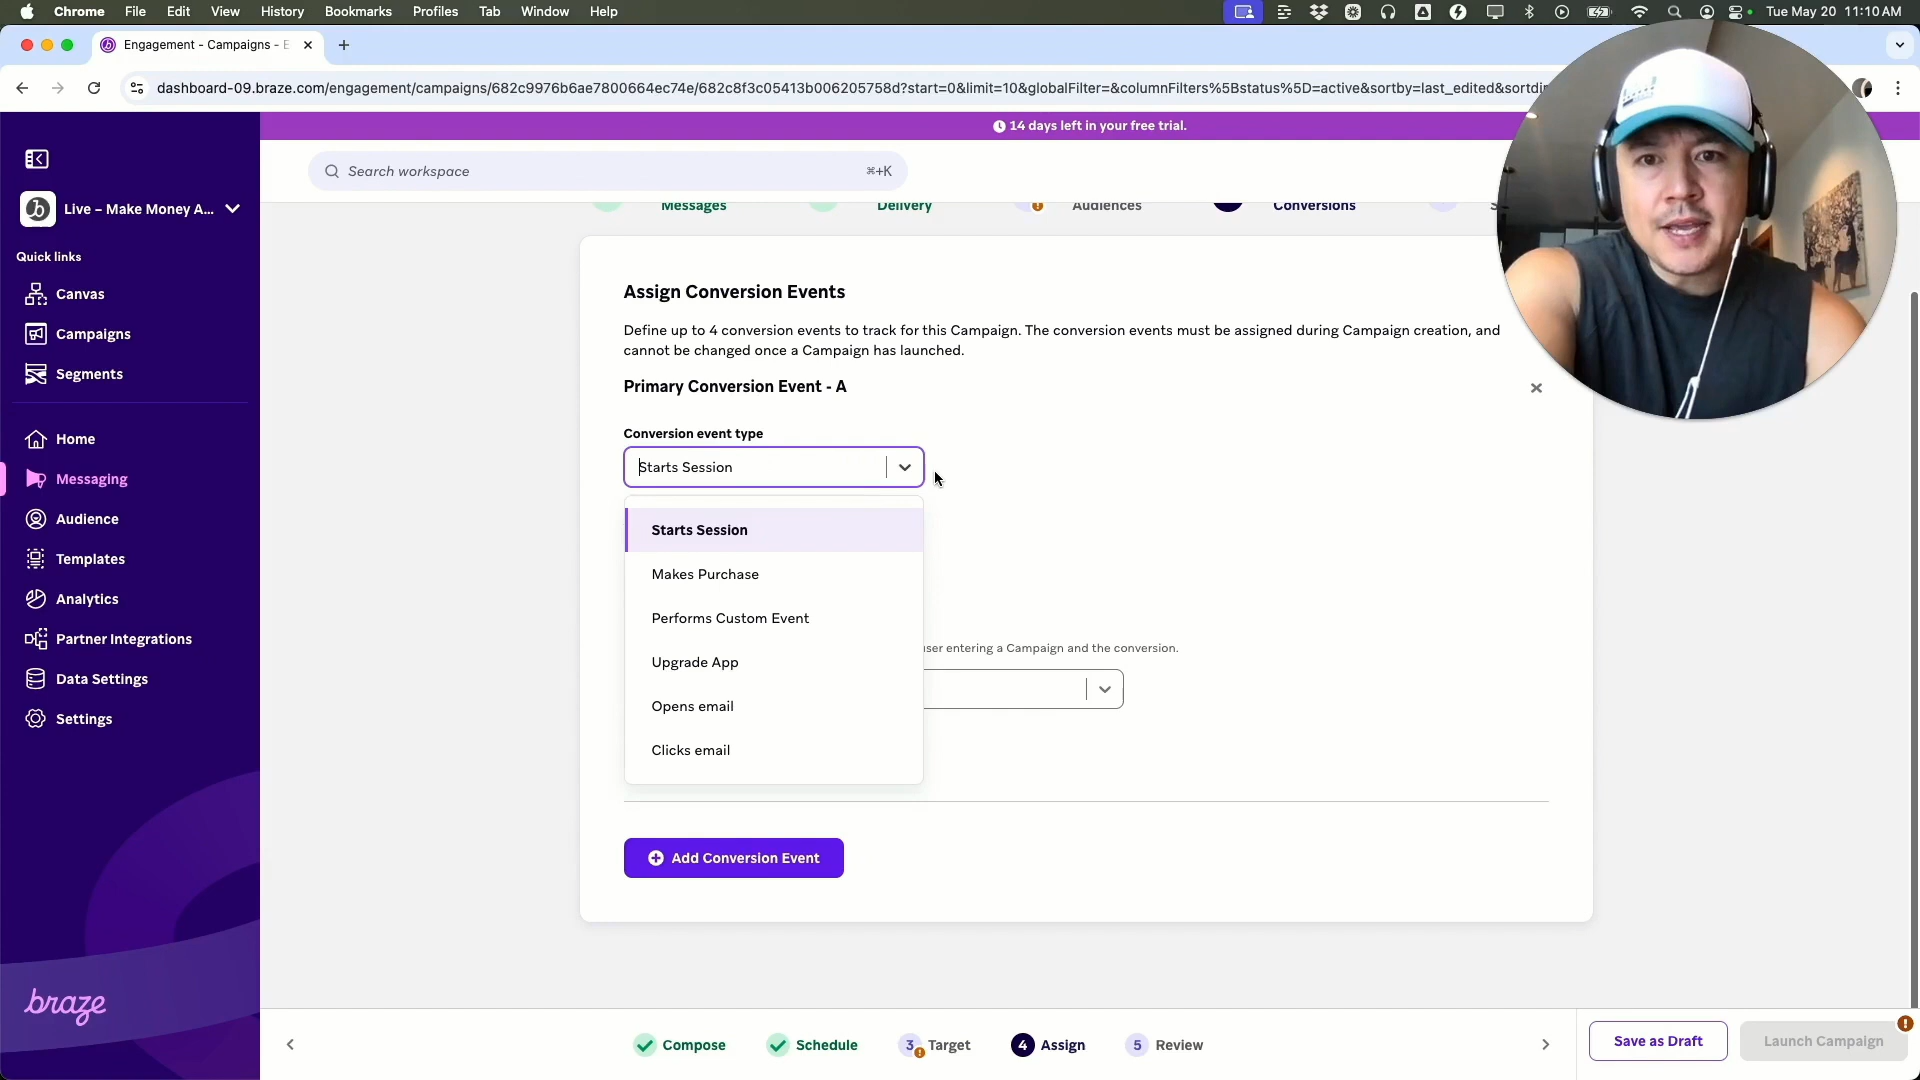 Chrome File Edit View History Bookmarks Profiles Tab Window Help
Tue May 20 11:10 AM
Engagement - Campaigns - E
dashboard-09.braze.com/engagement/campaigns/682c9976b6ae7800664ec74e/682c8f3c05413b006205758d?start=0&limit=10&globalFilter=&columnFilters%5Bstatus%5D=active&sortby=last_edited&sortdi
14 days left in your free trial.
Search workspace
⌘+K
Live – Make Money A...
Quick links
Canvas
Campaigns
Segments
Home
Messaging
Audience
Templates
Analytics
Partner Integrations
Data Settings
Settings
braze
Messages Delivery Audiences Conversions S
Assign Conversion Events
Define up to 4 conversion events to track for this Campaign. The conversion events must be assigned during Campaign creation, and
cannot be changed once a Campaign has launched.
Primary Conversion Event - A
Conversion event type
Starts Session
Starts Session
Makes Purchase
Performs Custom Event
Upgrade App
Opens email
Clicks email
user entering a Campaign and the conversion.
Add Conversion Event
Compose Schedule 3 Target 4 Assign 5 Review
Save as Draft
Launch Campaign